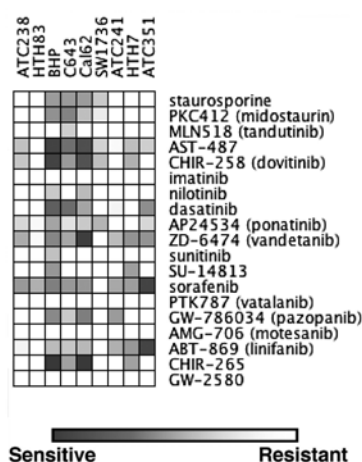 ATC238
HTH83
BHP
C643
Cal62
SW1736
ATC241
HTH7
ATC351
staurosporine
PKC412 (midostaurin)
MLN518 (tandutinib)
AST-487
CHIR-258 (dovitinib)
imatinib
nilotinib
dasatinib
AP24534 (ponatinib)
ZD-6474 (vandetanib)
sunitinib
SU-14813
sorafenib
PTK787 (vatalanib)
GW-786034 (pazopanib)
AMG-706 (motesanib)
ABT-869 (linifanib)
CHIR-265
GW-2580
Sensitive Resistant